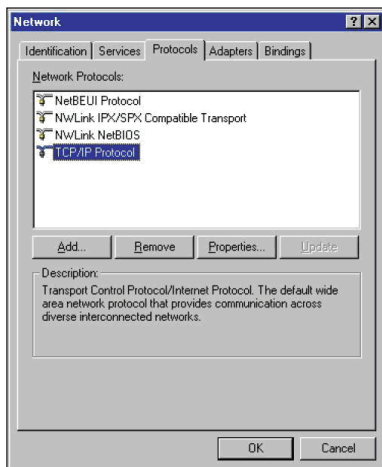 Network
Identification Services Protocols Adapters Bindings
Network Protocols:
NetBEUI Protocol
NWLink IPX/SPX Compatible Transport
NWLink NetBIOS
TCP/IP Protocol
Add... Remove Properties... Update
Description:
Transport Control Protocol/Internet Protocol. The default wide
area network protocol that provides communication across
diverse interconnected networks.
OK Cancel